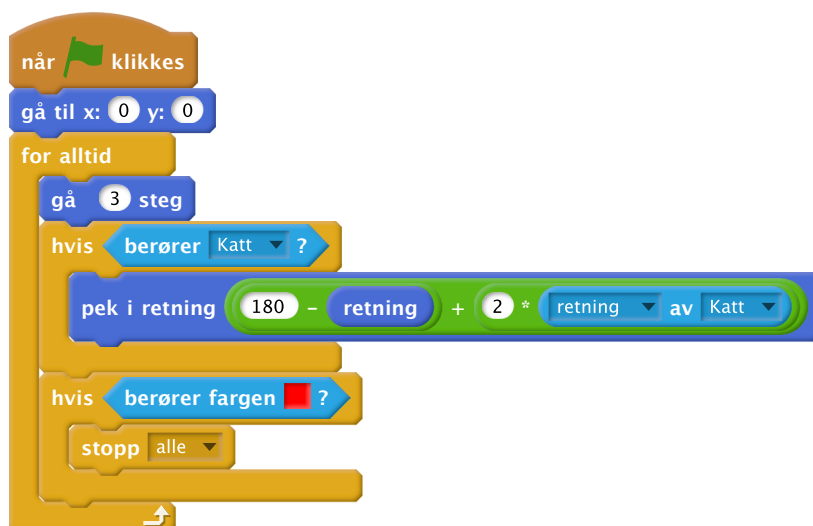 når klikkes
gå til x: 0 y: 0
for alltid
gå 3 steg
hvis berører Katt ?
pek i retning 180 - retning + 2 * retning av Katt
hvis berører fargen ?
stopp alle